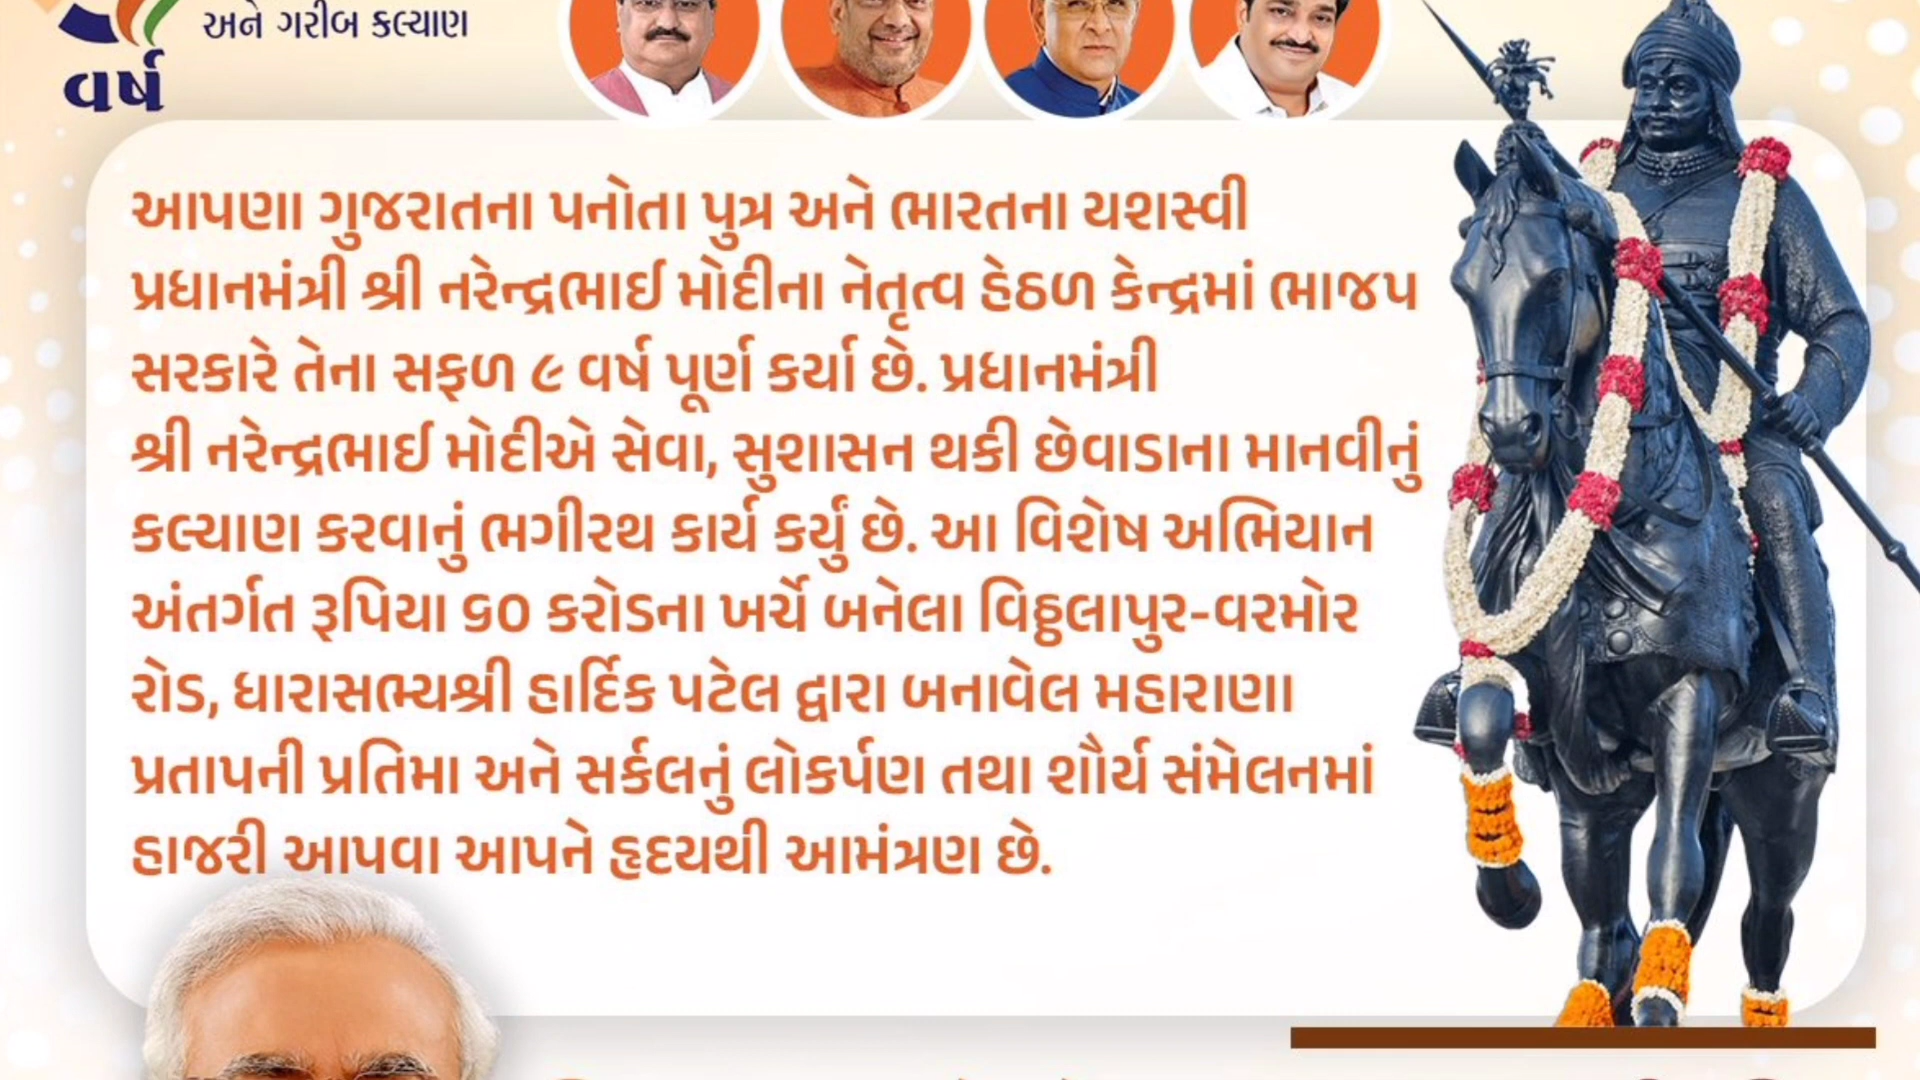 અને ગરીબ કલ્યાણ
વર્ષ
આપણા ગુજરાતના પનોતા પુત્ર અને ભારતના યશસ્વી
પ્રધાનમંત્રી શ્રી નરેન્દ્રભાઈ મોદીના નેતૃત્વ હેઠળ કેન્દ્રમાં ભાજપ
સરકારે તેના સફળ ૯ વર્ષ પૂર્ણ કર્યા છે. પ્રધાનમંત્રી
શ્રી નરેન્દ્રભાઈ મોદીએ સેવા, સુશાસન થકી છેવાડાના માનવીનું
કલ્યાણ કરવાનું ભગીરથ કાર્ય કર્યું છે. આ વિશેષ અભિયાન
અંતર્ગત રૂપિયા ૬૦ કરોડના ખર્ચે બનેલા વિઠ્ઠલાપુર-વરમોર
રોડ, ધારાસભ્યશ્રી હાર્દિક પટેલ દ્વારા બનાવેલ મહારાણા
પ્રતાપની પ્રતિમા અને સર્કલનું લોકાર્પણ તથા શૌર્ય સંમેલનમાં
હાજરી આપવા આપને હૃદયથી આમંત્રણ છે.